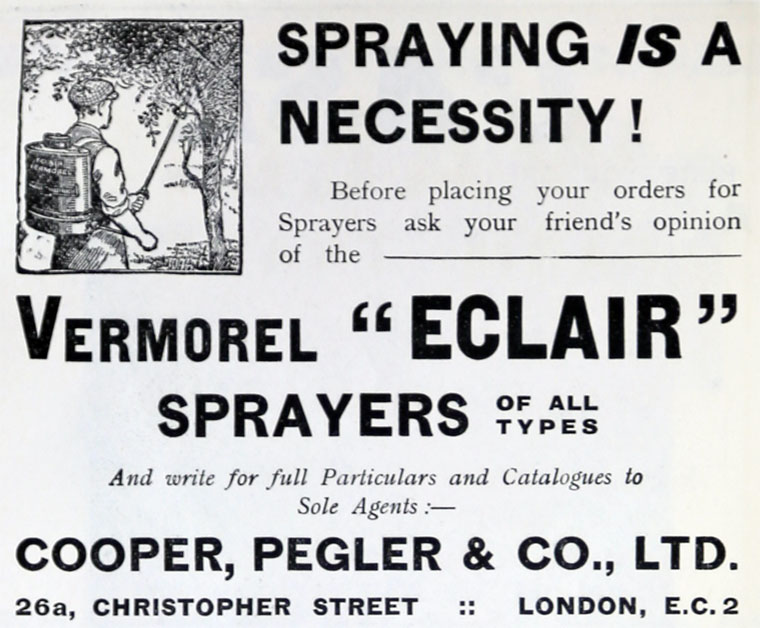 SPRAYING IS A
NECESSITY!
Before placing your orders for
Sprayers ask your friend's opinion
of the
VERMOREL "ECLAIR"
SPRAYERS OF ALL
TYPES
And write for full Particulars and Catalogues to
Sole Agents :—
COOPER, PEGLER & CO., LTD.
26a, CHRISTOPHER STREET :: LONDON, E.C. 2